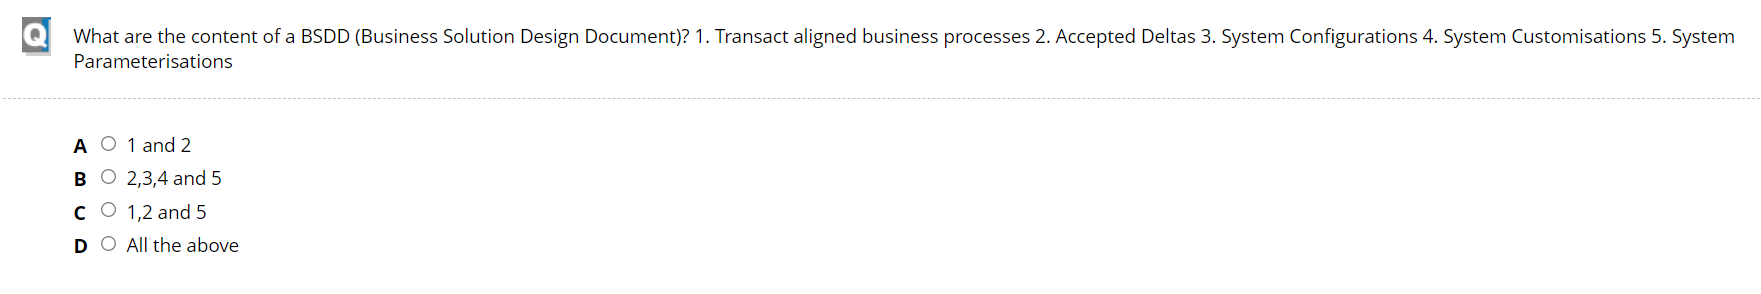 Q What are the content of a BSDD (Business Solution Design Document)? 1. Transact aligned business processes 2. Accepted Deltas 3. System Configurations 4. System Customisations 5. System
Parameterisations
A 1 and 2
B 2,3,4 and 5
C 1,2 and 5
D All the above